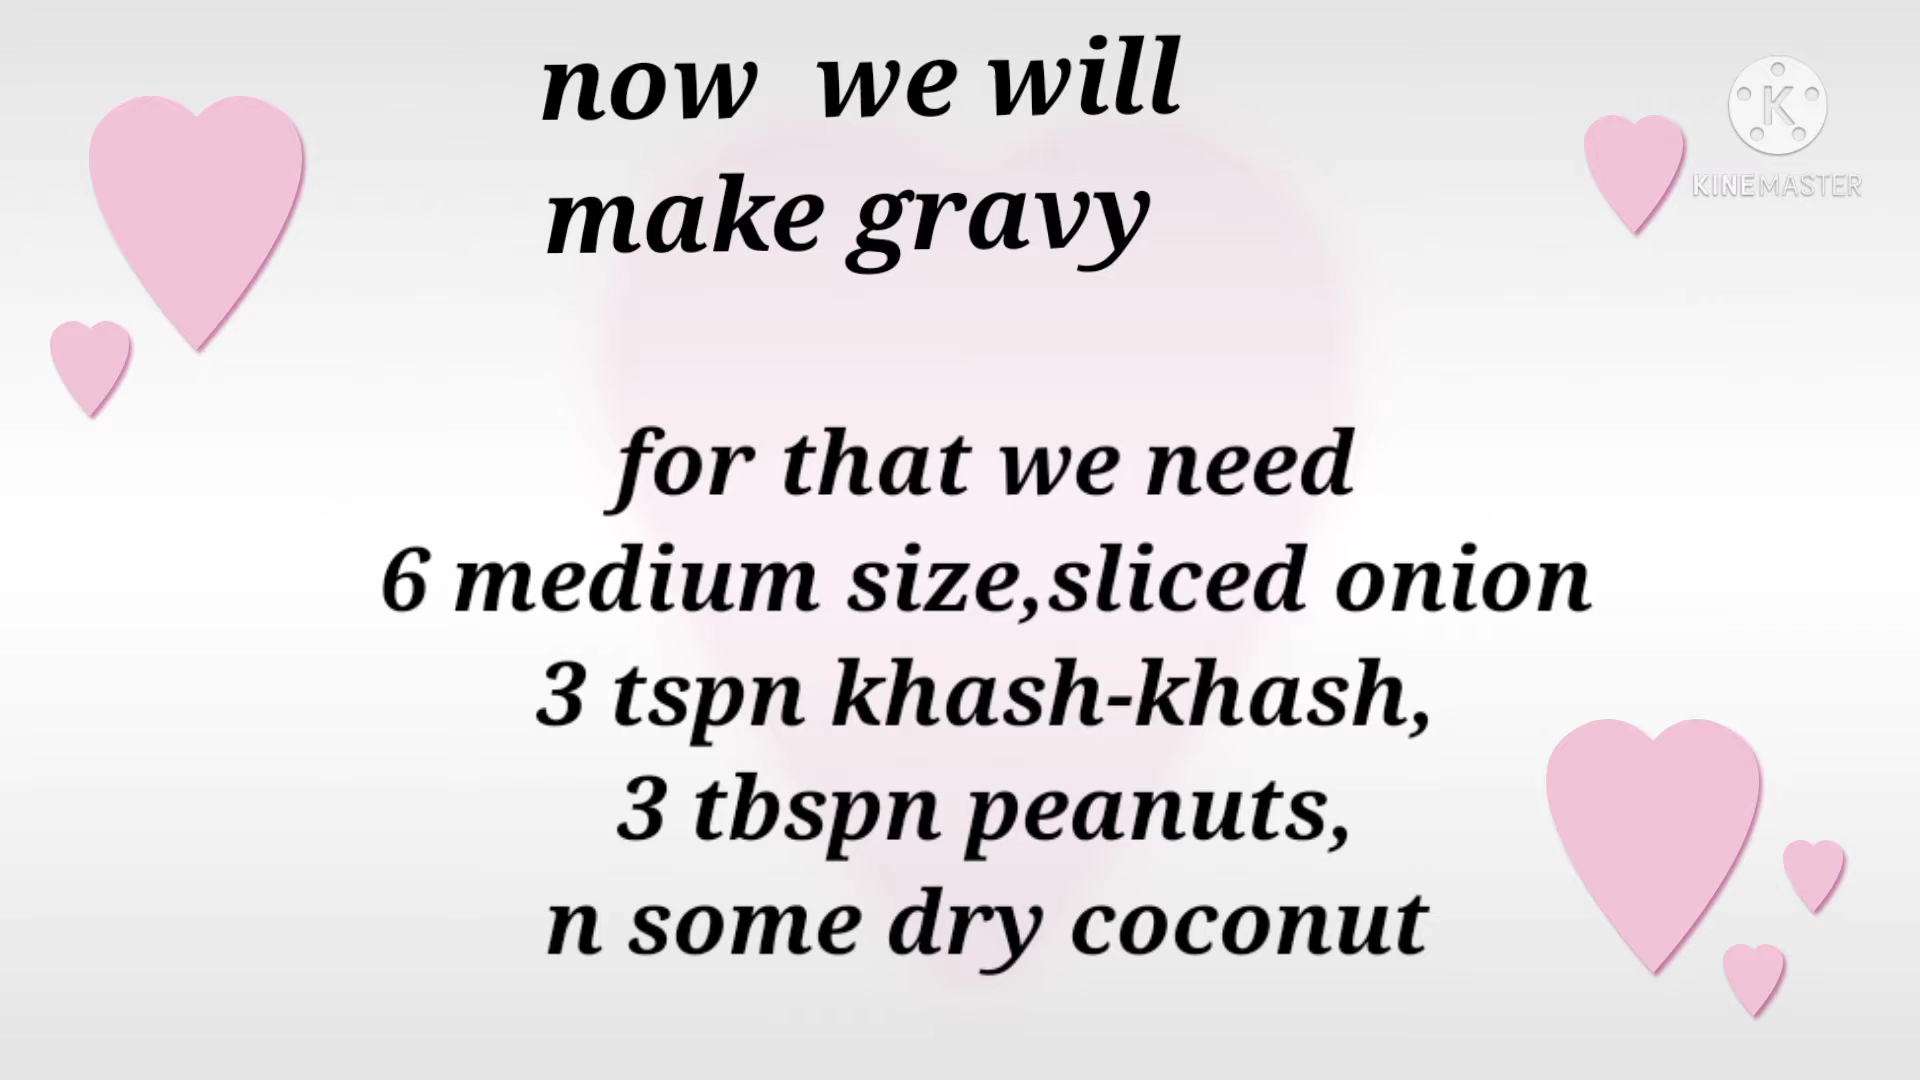 now we will
make gravy
for that we need
6 medium size,sliced onion
3 tspn khash-khash,
3 tbspn peanuts,
n some dry coconut
K
KINEMASTER